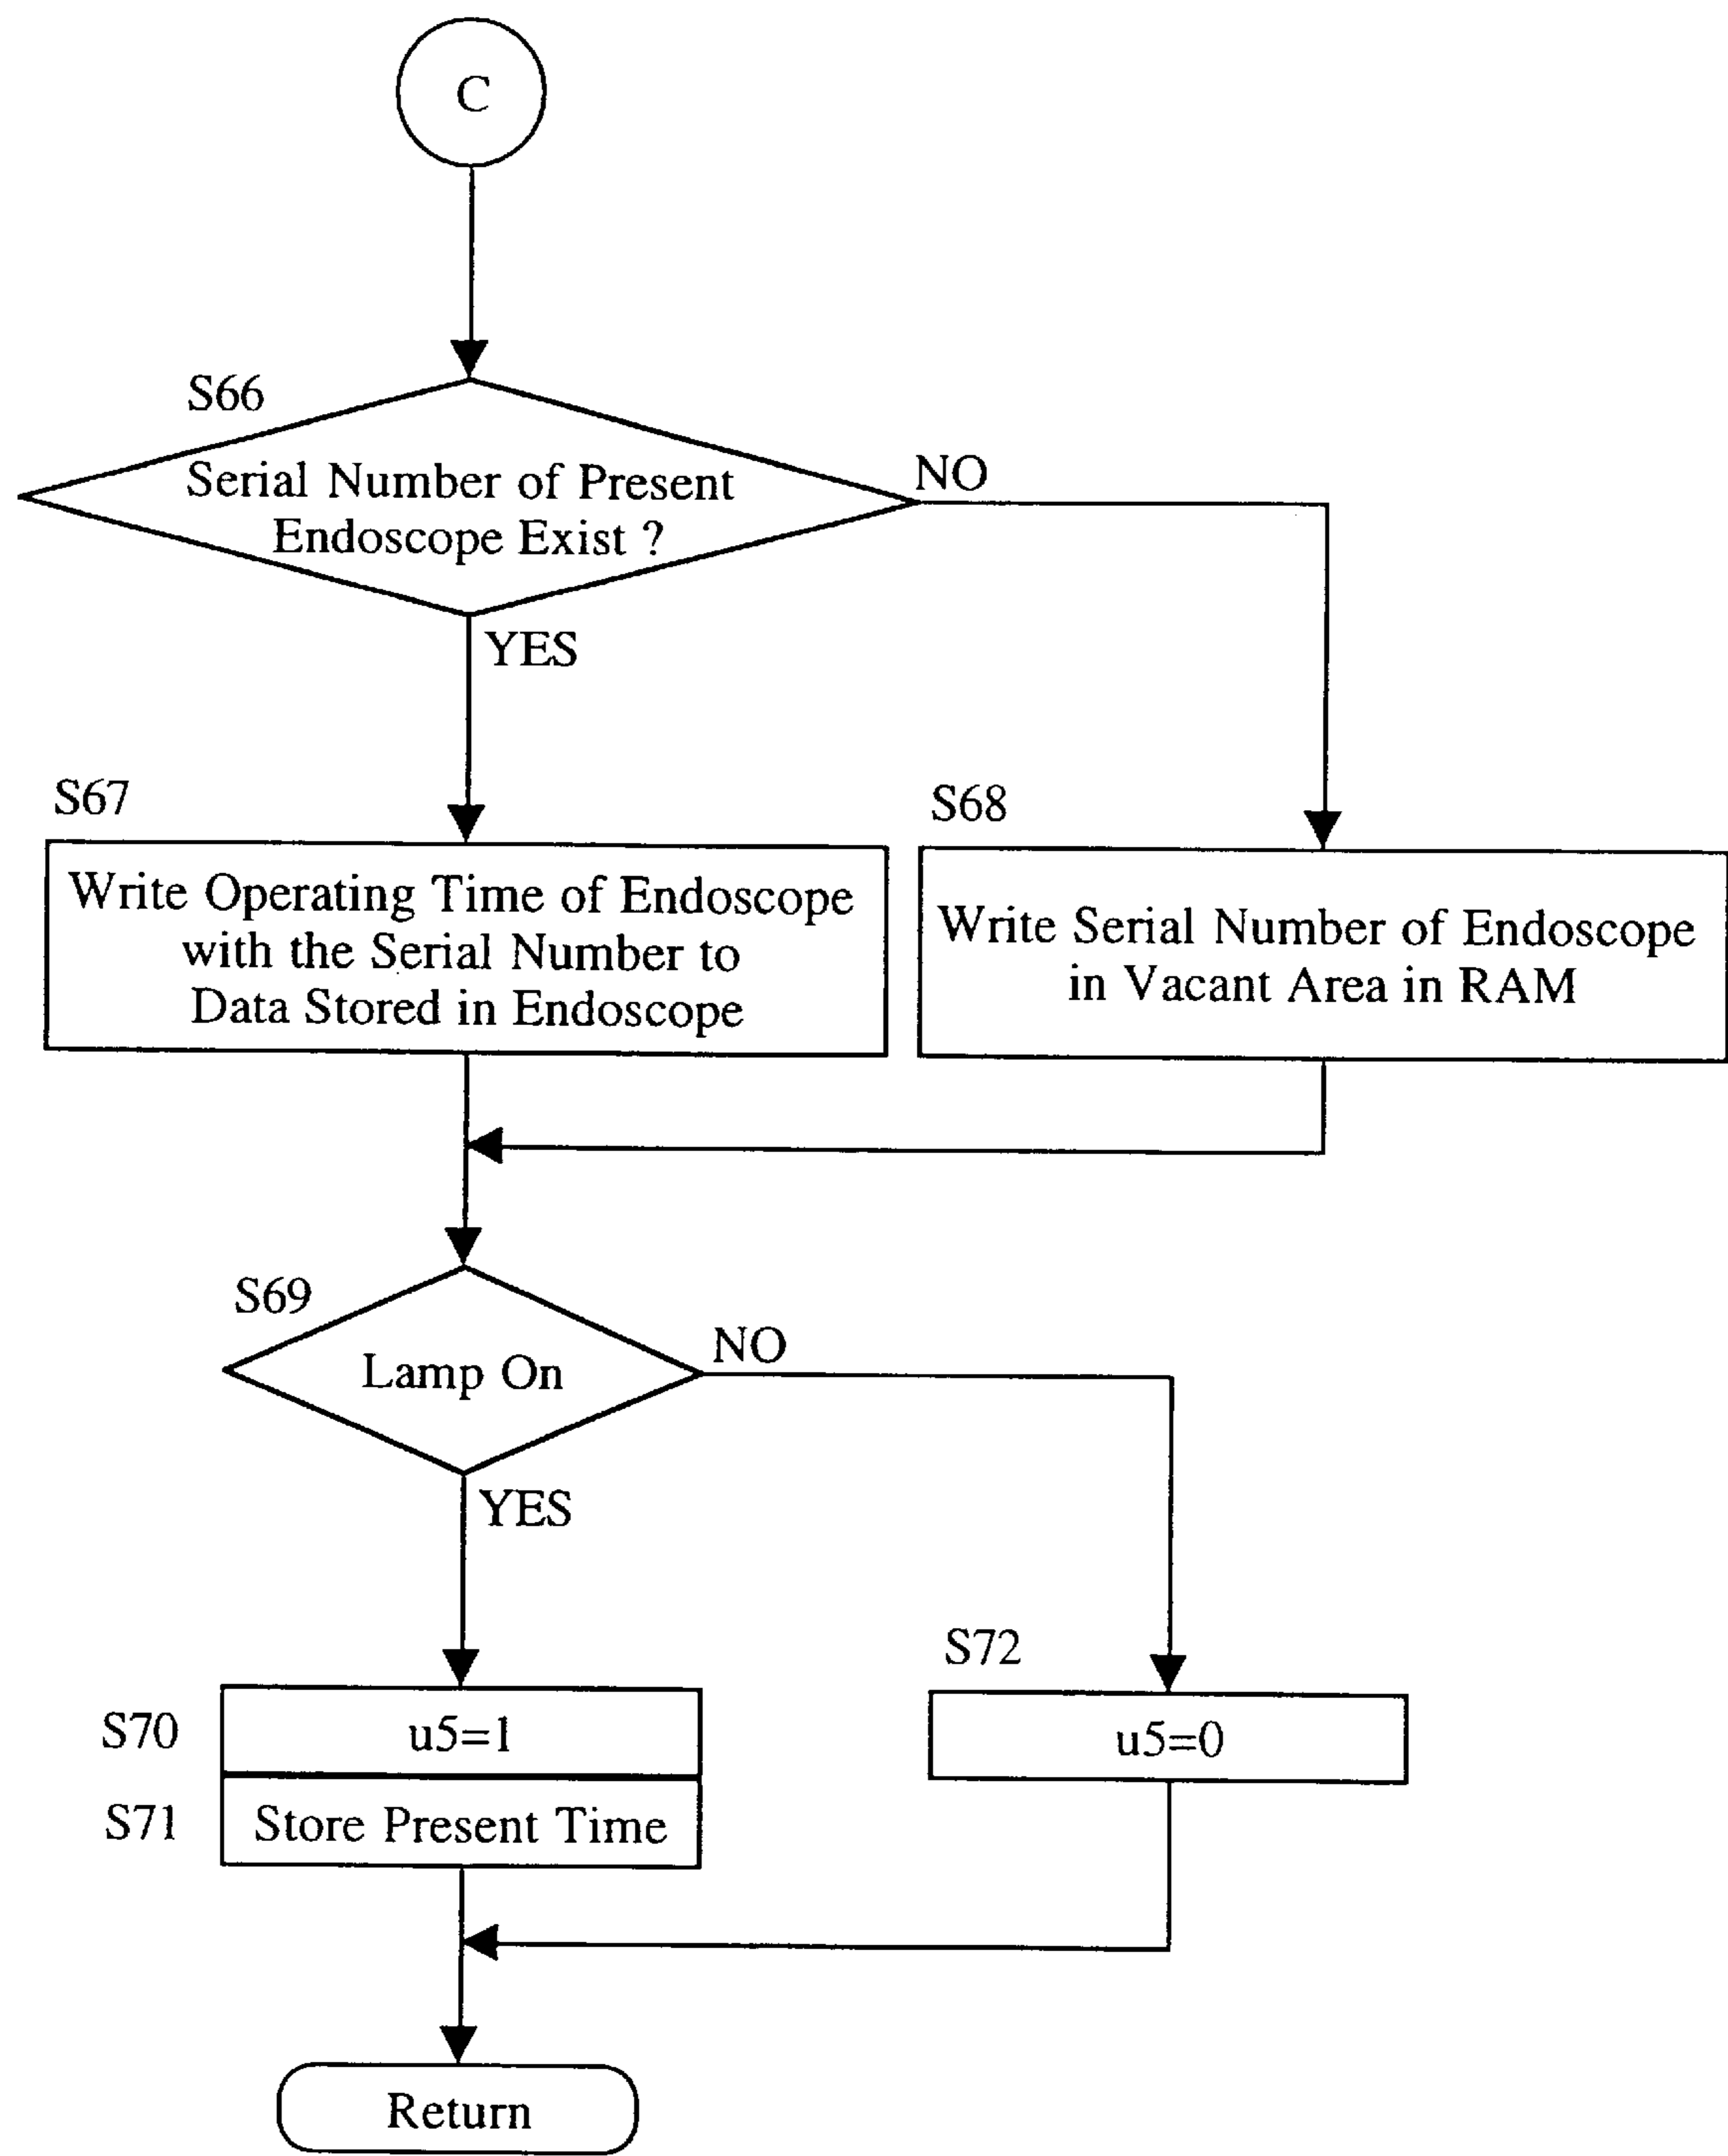 C
S66
Serial Number of Present
Endoscope Exist ?
NO
YES
S67
Write Operating Time of Endoscope
with the Serial Number to
Data Stored in Endoscope
S68
Write Serial Number of Endoscope
in Vacant Area in RAM
S69
Lamp On
NO
YES
S70
u5=1
S71
Store Present Time
S72
u5=0
Return